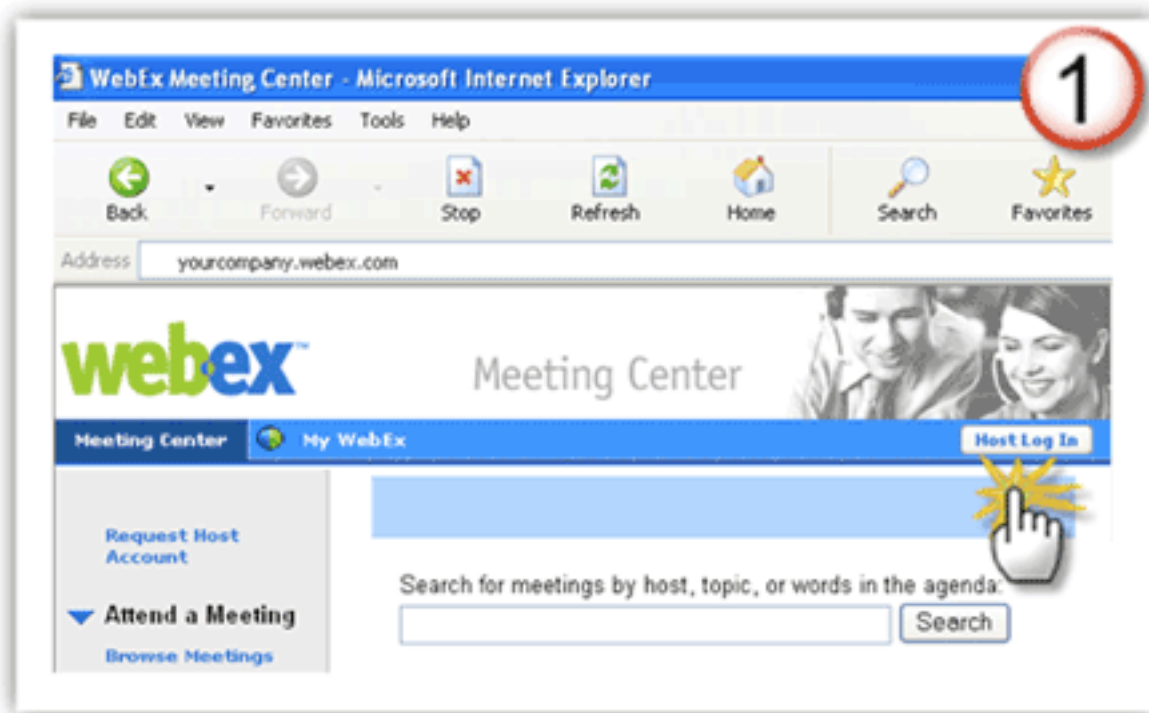 WebEx Meeting Center - Microsoft Internet Explorer
1
File Edit View Favorites Tools Help
Back Forward Stop Refresh Home Search Favorites
Address yourcompany.webex.com
webex™ Meeting Center
Meeting Center My WebEx Host Log In
Request Host
Account
Search for meetings by host, topic, or words in the agenda:
Attend a Meeting
Search
Browse Meetings